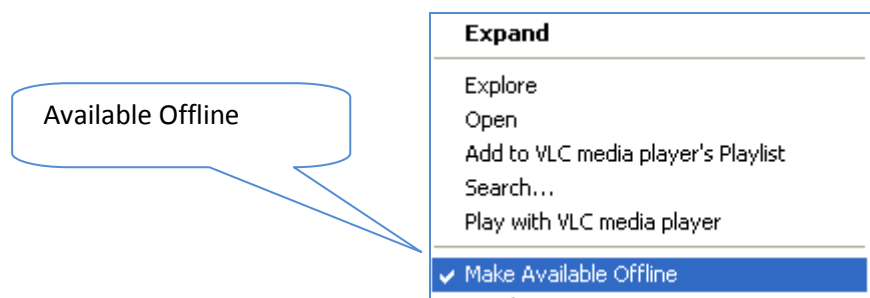 Available Offline
Expand
Explore
Open
Add to VLC media player's Playlist
Search...
Play with VLC media player
Make Available Offline